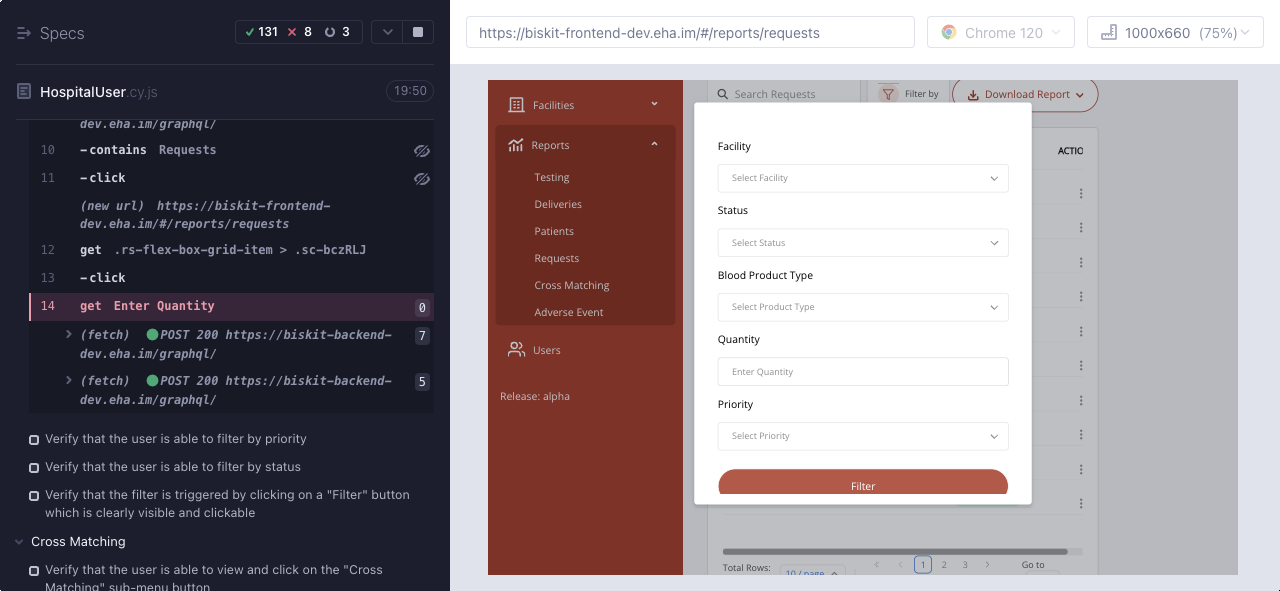 Specs
131 8 3
HospitalUser.cy.js
19:50
dev.eha.im/graphql/
10 -contains Requests
11 -click
(new url) https://biskit-frontend-
dev.eha.im/#/reports/requests
12 get .rs-flex-box-grid-item > .sc-bczRLJ
13 -click
14 get Enter Quantity 0
(fetch) POST 200 https://biskit-backend-
dev.eha.im/graphql/
7
(fetch) POST 200 https://biskit-backend-
dev.eha.im/graphql/
5
Verify that the user is able to filter by priority
Verify that the user is able to filter by status
Verify that the filter is triggered by clicking on a "Filter" button
which is clearly visible and clickable
Cross Matching
Verify that the user is able to view and click on the "Cross
Matching" sub-menu button
https://biskit-frontend-dev.eha.im/#/reports/requests
Chrome 120
1000x660 (75%)
Facilities
Reports
Testing
Deliveries
Patients
Requests
Cross Matching
Adverse Event
Users
Release: alpha
Search Requests
Filter by
Download Report
ACTIO
Facility
Select Facility
Status
Select Status
Blood Product Type
Select Product Type
Quantity
Enter Quantity
Priority
Select Priority
Filter
Total Rows:
10 / page
1 2 3
Go to